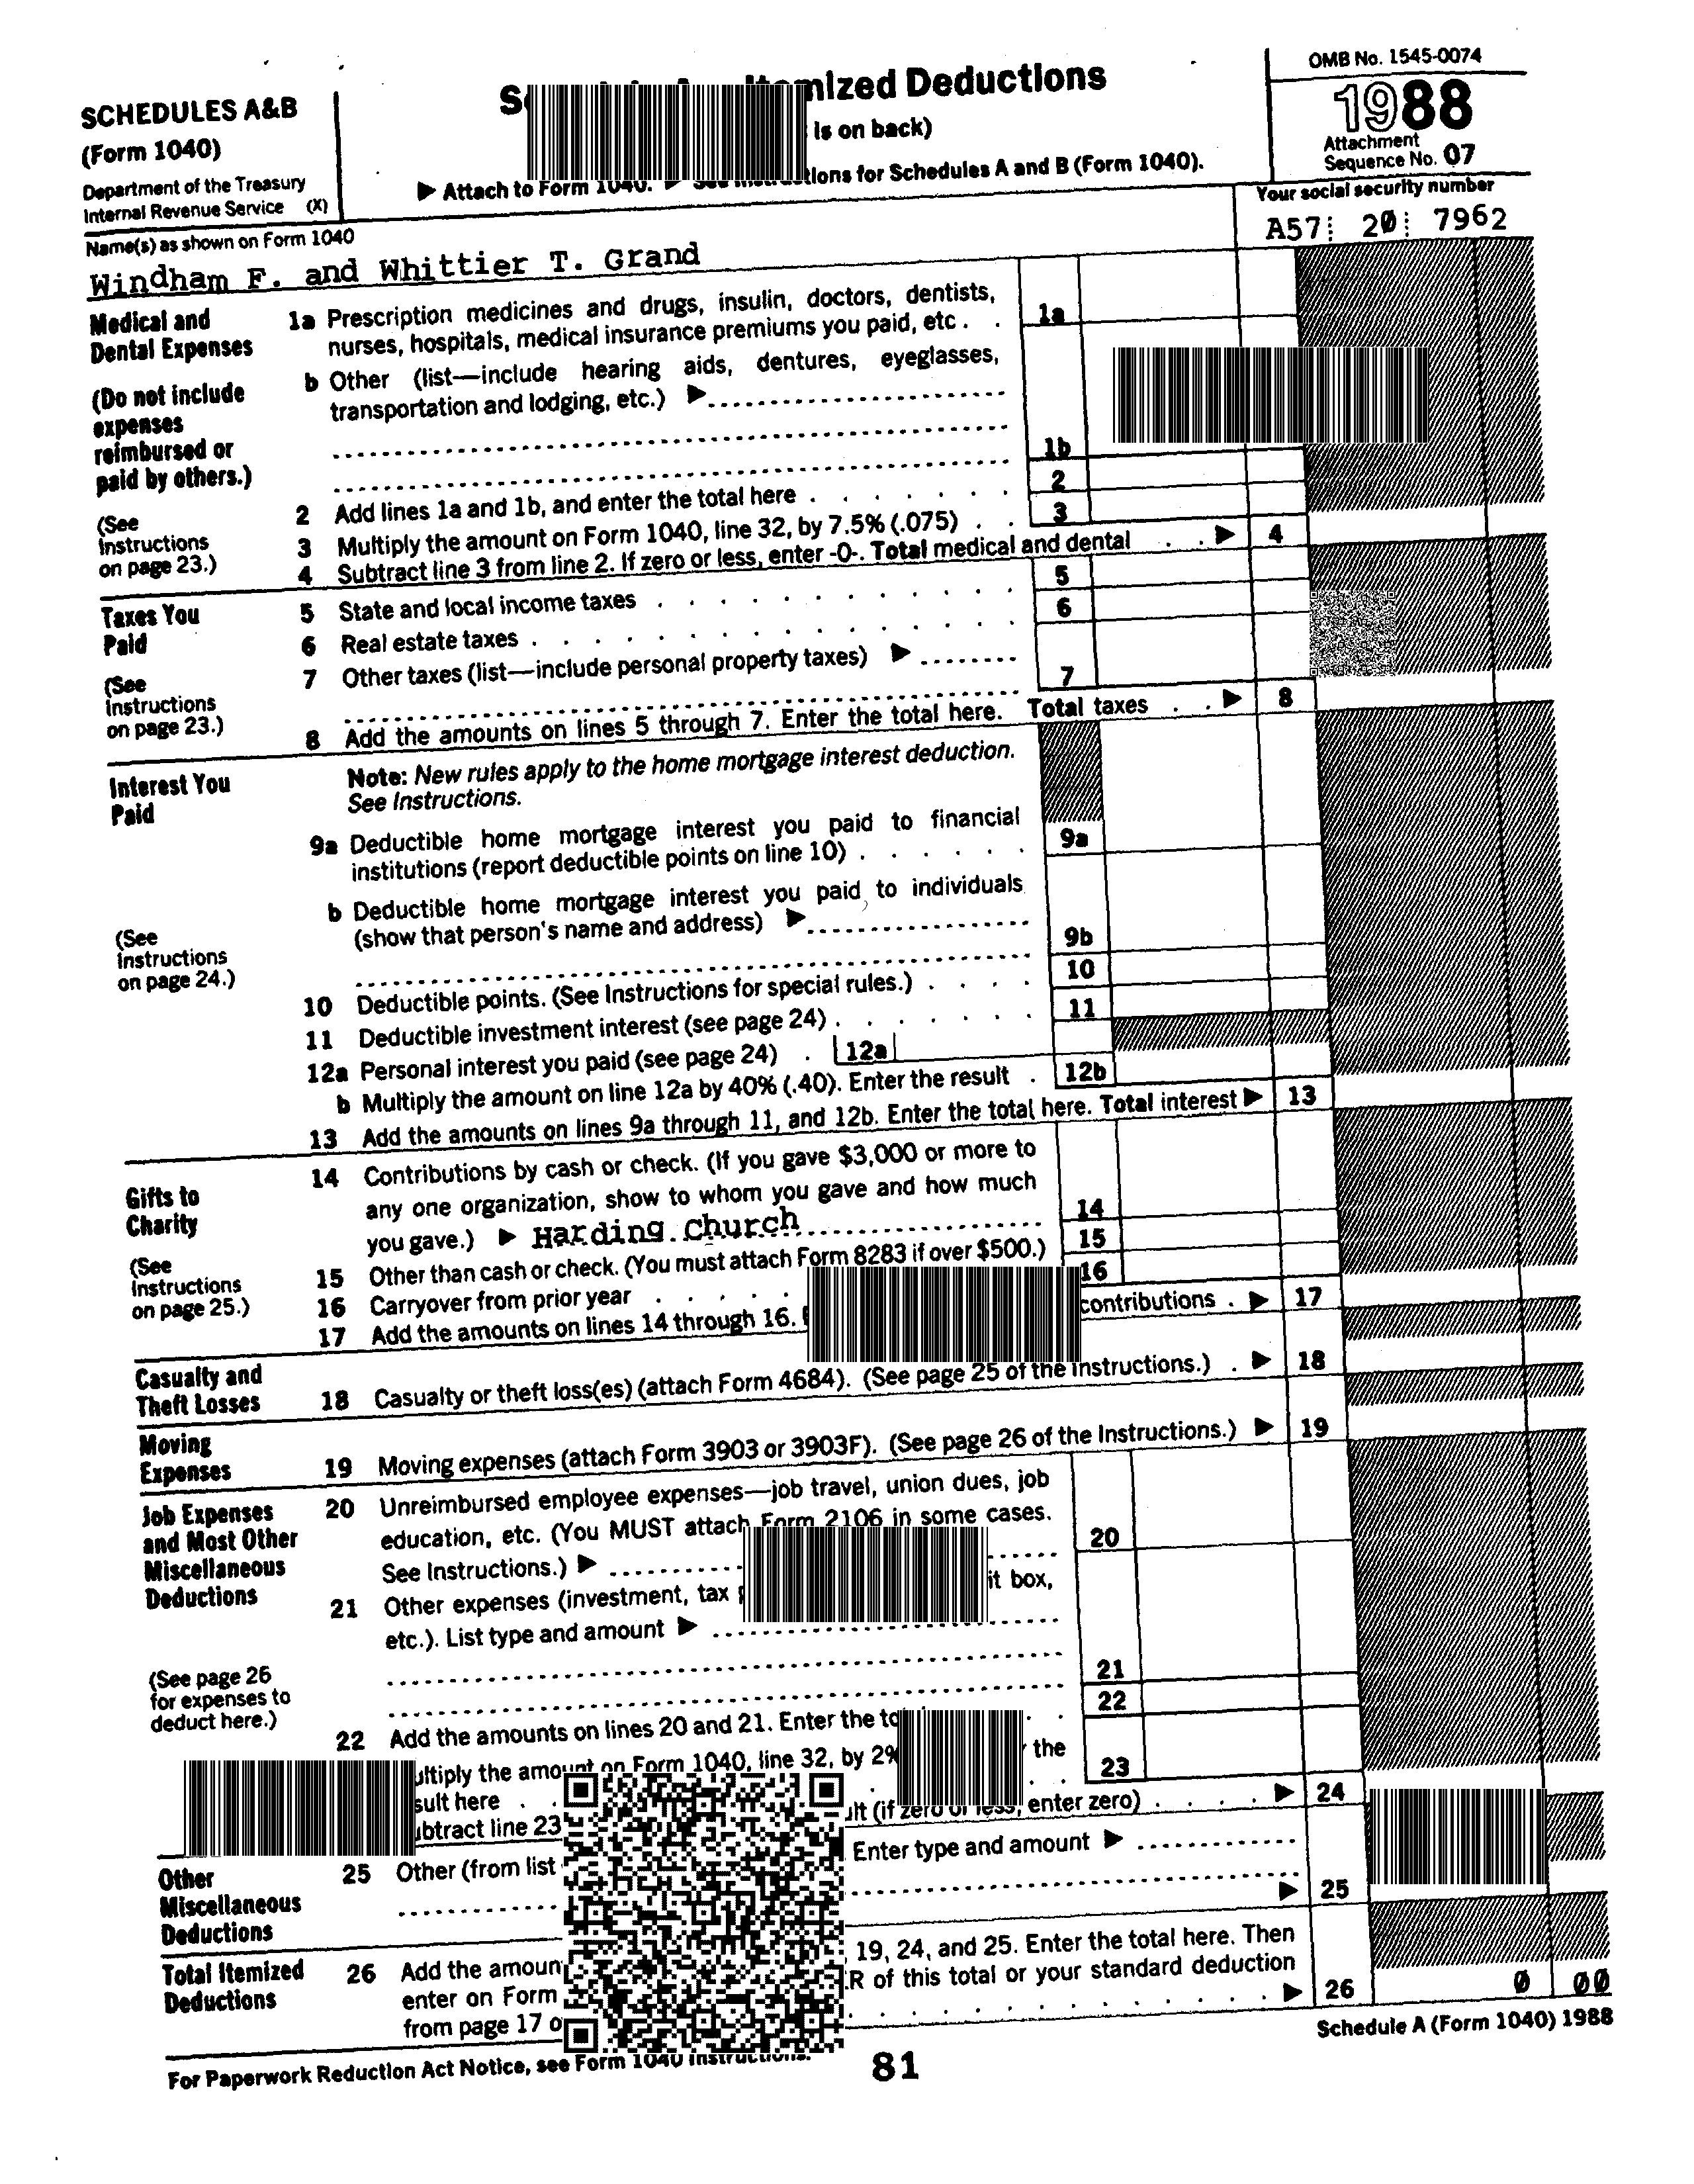 SCHEDULES A&B
(Form 1040)
Department of the Treasury
Internal Revenue Service (X)
Itemized Deductions
is on back)
▶ Attach to Form 1040. ▶ See Instructions for Schedules A and B (Form 1040).
OMB No. 1545-0074
1988
Attachment
Sequence No. 07
Name(s) as shown on Form 1040
Windham F. and Whittier T. Grand
Your social security number
A57 20 7962
Medical and
Dental Expenses
(Do not include
expenses
reimbursed or
paid by others.)
(See
Instructions
on page 23.)
1a Prescription medicines and drugs, insulin, doctors, dentists,
nurses, hospitals, medical insurance premiums you paid, etc . . 1a
b Other (list—include hearing aids, dentures, eyeglasses,
transportation and lodging, etc.) ▶
1b
2 Add lines 1a and 1b, and enter the total here . . . . . . . 2
3 Multiply the amount on Form 1040, line 32, by 7.5% (.075) . . 3
4 Subtract line 3 from line 2. If zero or less, enter -0-. Total medical and dental . . ▶ 4
Taxes You
Paid
(See
Instructions
on page 23.)
5 State and local income taxes . . . . . . . . . . . 5
6 Real estate taxes . . . . . . . . . . . . . . 6
7 Other taxes (list—include personal property taxes) ▶
7
8 Add the amounts on lines 5 through 7. Enter the total here. Total taxes . . ▶ 8
Interest You
Paid
(See
Instructions
on page 24.)
Note: New rules apply to the home mortgage interest deduction.
See Instructions.
9a Deductible home mortgage interest you paid to financial
institutions (report deductible points on line 10) . . . . . . 9a
b Deductible home mortgage interest you paid to individuals
(show that person's name and address) ▶
9b
10 Deductible points. (See Instructions for special rules.) . . . . 10
11 Deductible investment interest (see page 24) . . . . . . . 11
12a Personal interest you paid (see page 24) . 12a
b Multiply the amount on line 12a by 40% (.40). Enter the result . 12b
13 Add the amounts on lines 9a through 11, and 12b. Enter the total here. Total interest ▶ 13
Gifts to
Charity
(See
Instructions
on page 25.)
14 Contributions by cash or check. (If you gave $3,000 or more to
any one organization, show to whom you gave and how much
you gave.) ▶ Harding Church 14
15 Other than cash or check. (You must attach Form 8283 if over $500.) 15
16 Carryover from prior year . . . . . 16
17 Add the amounts on lines 14 through 16. contributions . ▶ 17
Casualty and
Theft Losses
18 Casualty or theft loss(es) (attach Form 4684). (See page 25 of the Instructions.) . ▶ 18
Moving
Expenses
19 Moving expenses (attach Form 3903 or 3903F). (See page 26 of the Instructions.) ▶ 19
Job Expenses
and Most Other
Miscellaneous
Deductions
(See page 26
for expenses to
deduct here.)
20 Unreimbursed employee expenses—job travel, union dues, job
education, etc. (You MUST attach Form 2106 in some cases.
See Instructions.) ▶ 20
21 Other expenses (investment, tax it box,
etc.). List type and amount ▶
21
22 Add the amounts on lines 20 and 21. Enter the 22
Multiply the amount on Form 1040, line 32, by 2% the
result here . . 23
Subtract line 23 (if zero or less, enter zero) . . . . ▶ 24
Other
Miscellaneous
Deductions
25 Other (from list Enter type and amount ▶
▶ 25
Total Itemized
Deductions
26 Add the 19, 24, and 25. Enter the total here. Then
enter on Form of this total or your standard deduction
from page 17 ▶ 26 0 00
For Paperwork Reduction Act Notice, see Form 1040 Instructions.
81
Schedule A (Form 1040) 1988